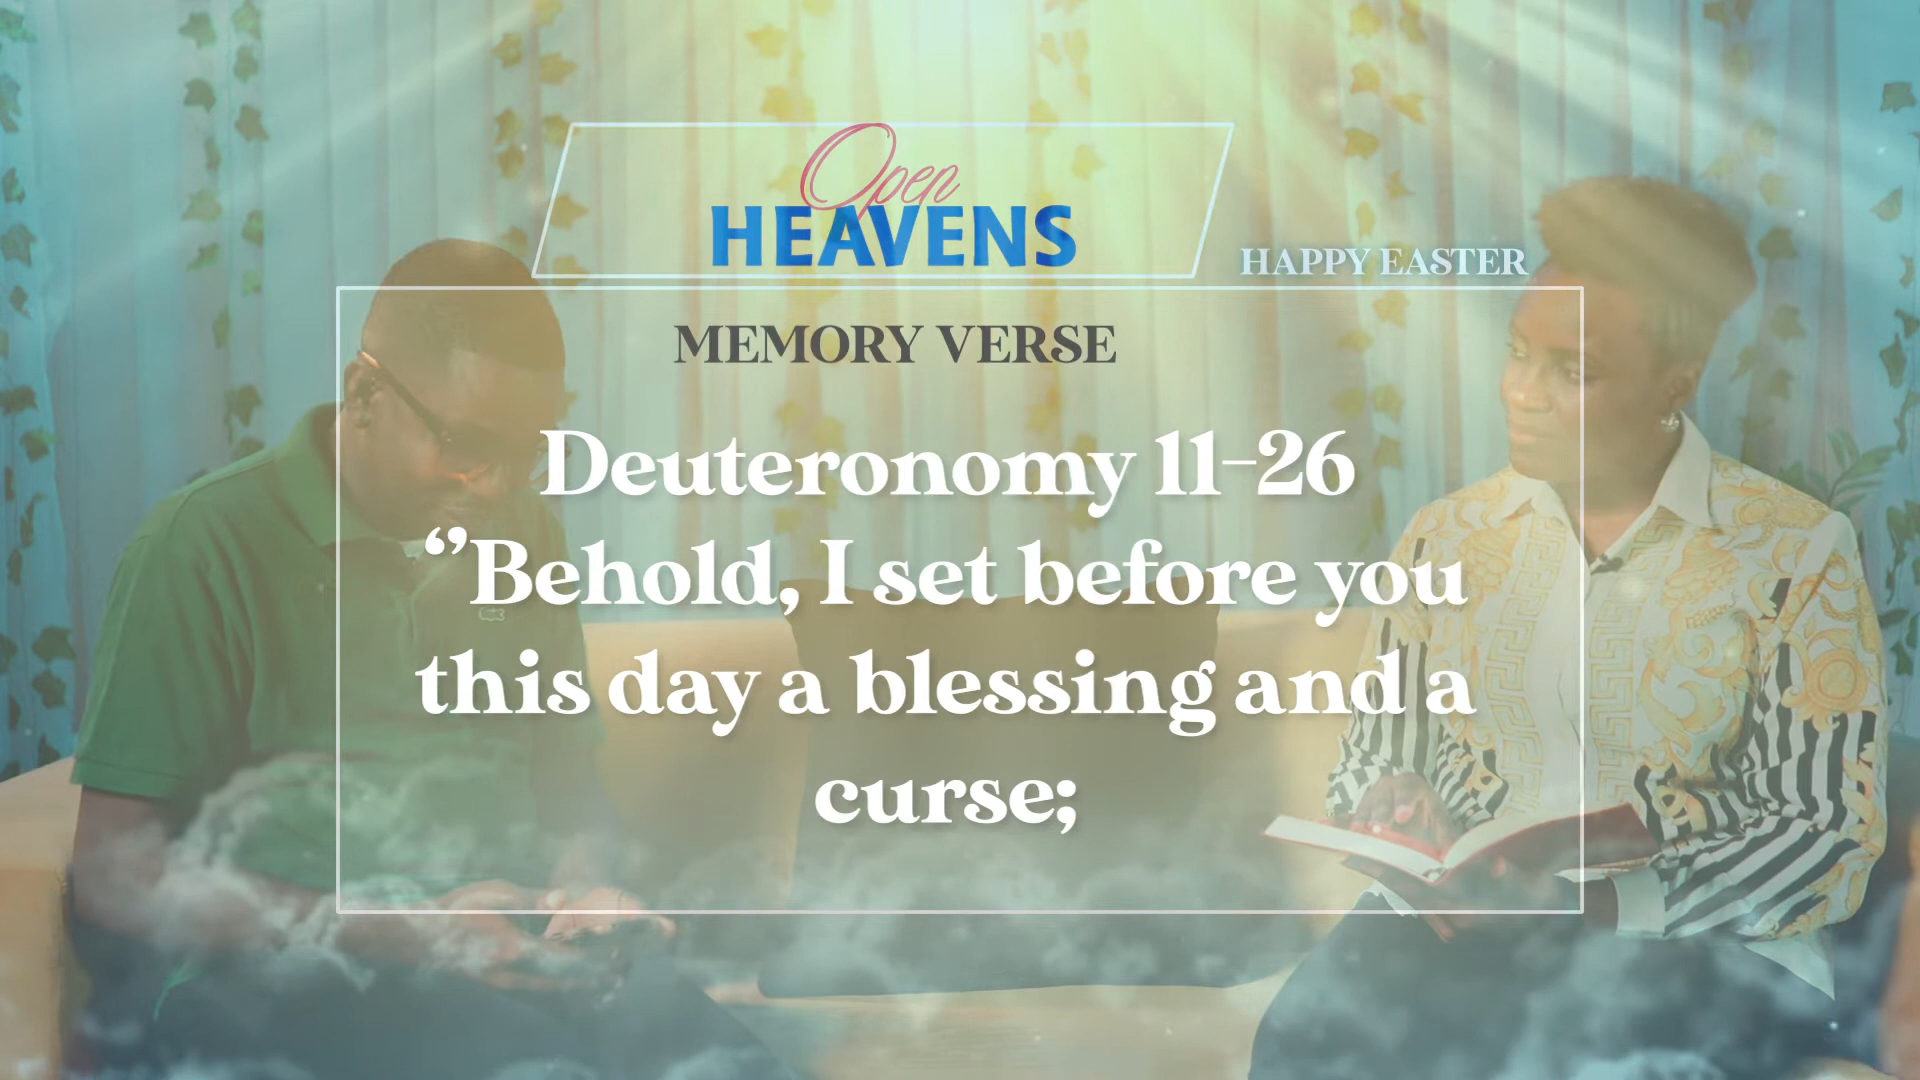 Open
HEAVENS
HAPPY EASTER
MEMORY VERSE
Deuteronomy 11-26
“Behold, I set before you
this day a blessing and a
curse;